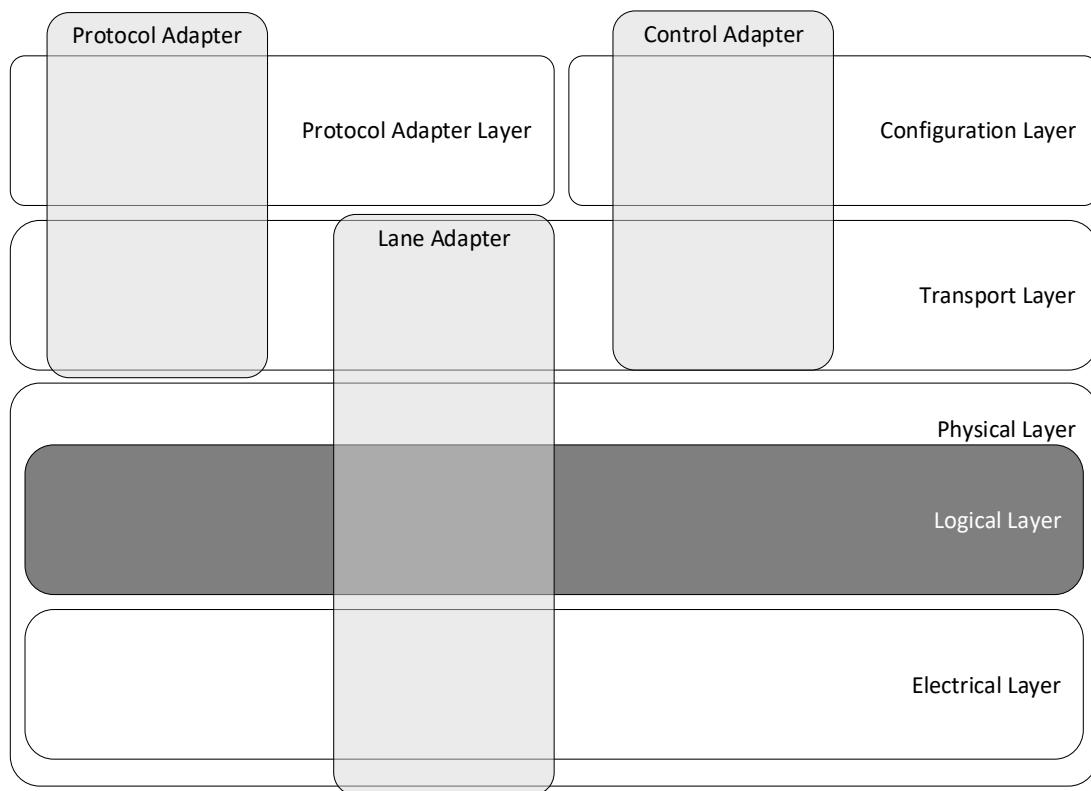 Protocol Adapter
Control Adapter
Protocol Adapter Layer
Configuration Layer
Lane Adapter
Transport Layer
Physical Layer
Logical Layer
Electrical Layer